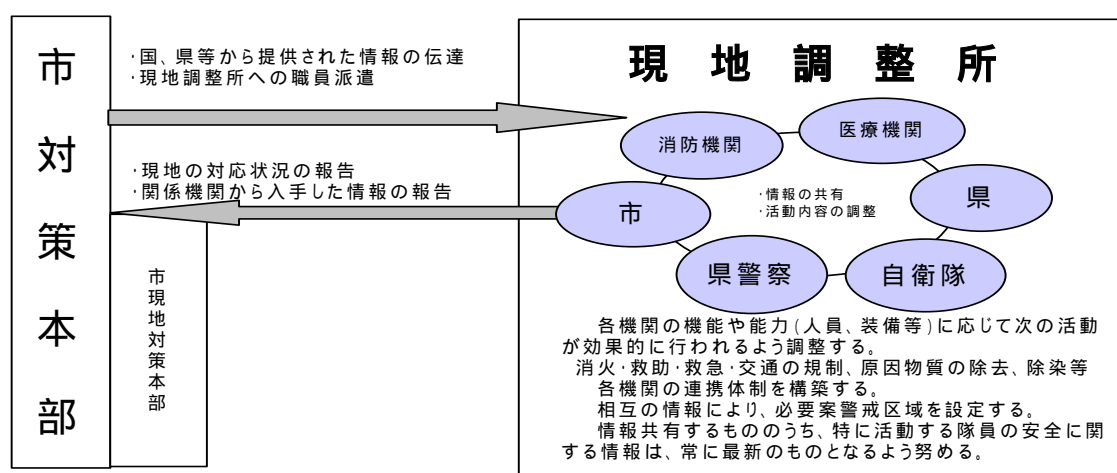 市対策本部
・国、県等から提供された情報の伝達
・現地調整所への職員派遣
・現地の対応状況の報告
・関係機関から入手した情報の報告
市現地対策本部
現地調整所
消防機関
医療機関
市
・情報の共有
・活動内容の調整
県
県警察
自衛隊
各機関の機能や能力(人員、装備等)に応じて次の活動
が効果的に行われるよう調整する。
消火・救助・救急・交通の規制、原因物質の除去、除染等
各機関の連携体制を構築する。
相互の情報により、必要案警戒区域を設定する。
情報共有するもののうち、特に活動する隊員の安全に関
する情報は、常に最新のものとなるよう努める。